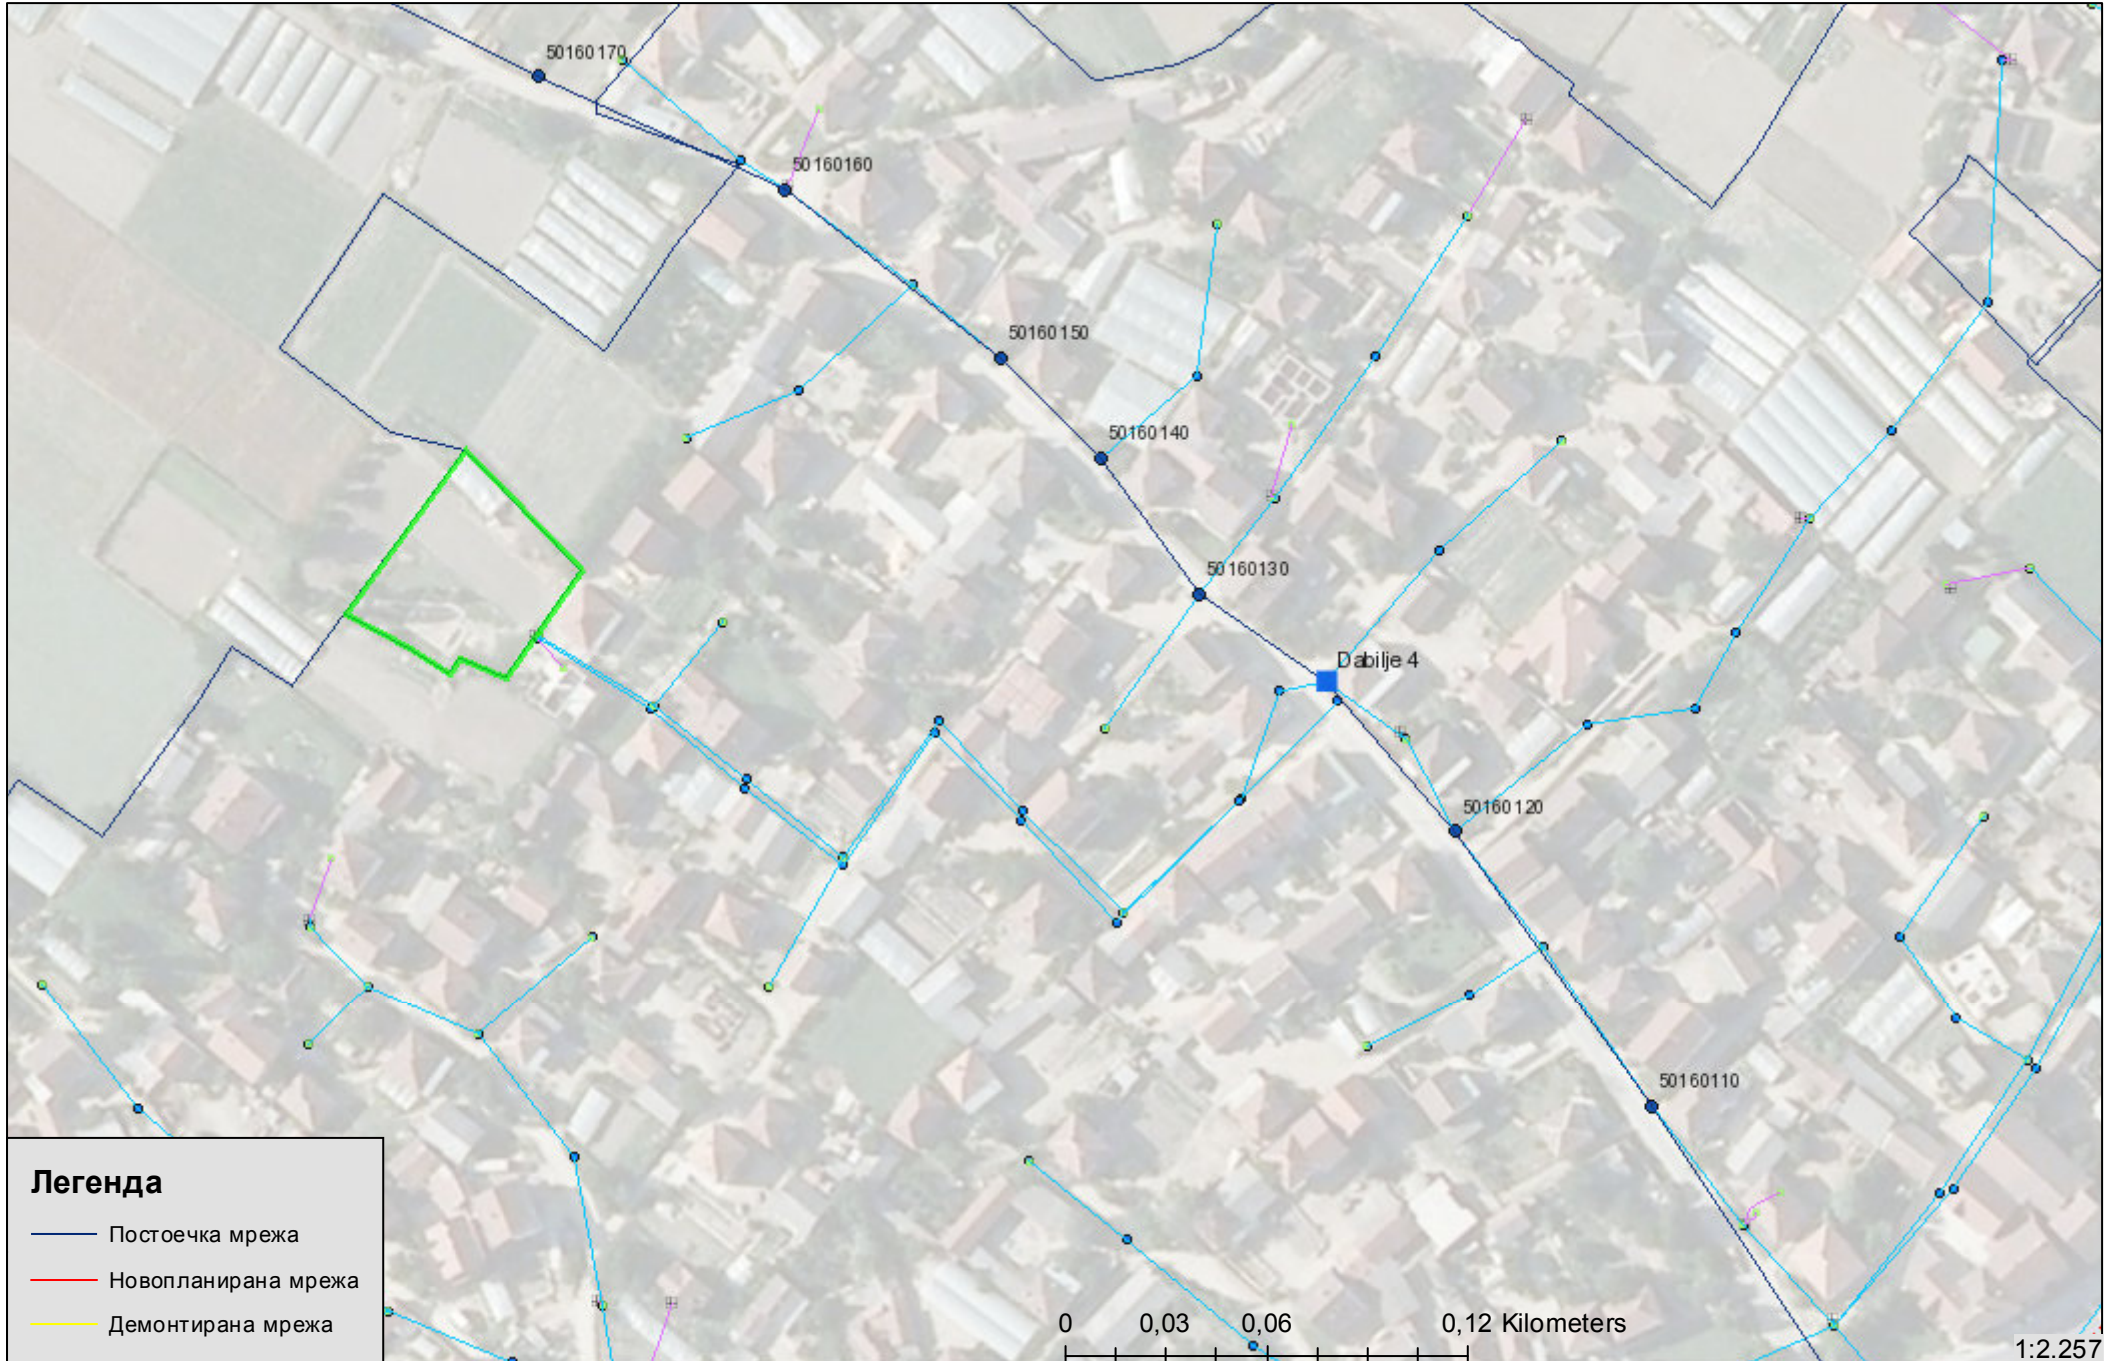 50160170
50160160
50160150
50160140
50160130
Dabilje 4
50160120
50160110
Легенда
Постоечка мрежа
Новопланирана мрежа
Демонтирана мрежа
0 0,03 0,06 0,12 Kilometers
1:2.257